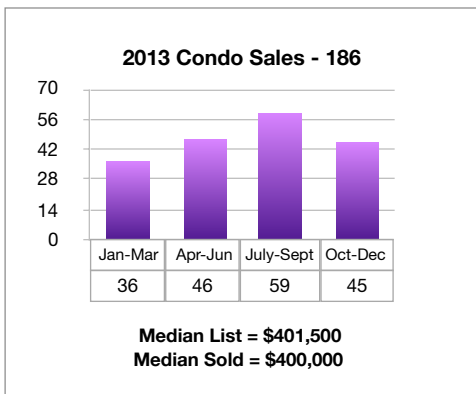 2013 Condo Sales - 186
70
56
42
28
14
0
Jan-Mar Apr-Jun July-Sept Oct-Dec
36 46 59 45
Median List = $401,500
Median Sold = $400,000